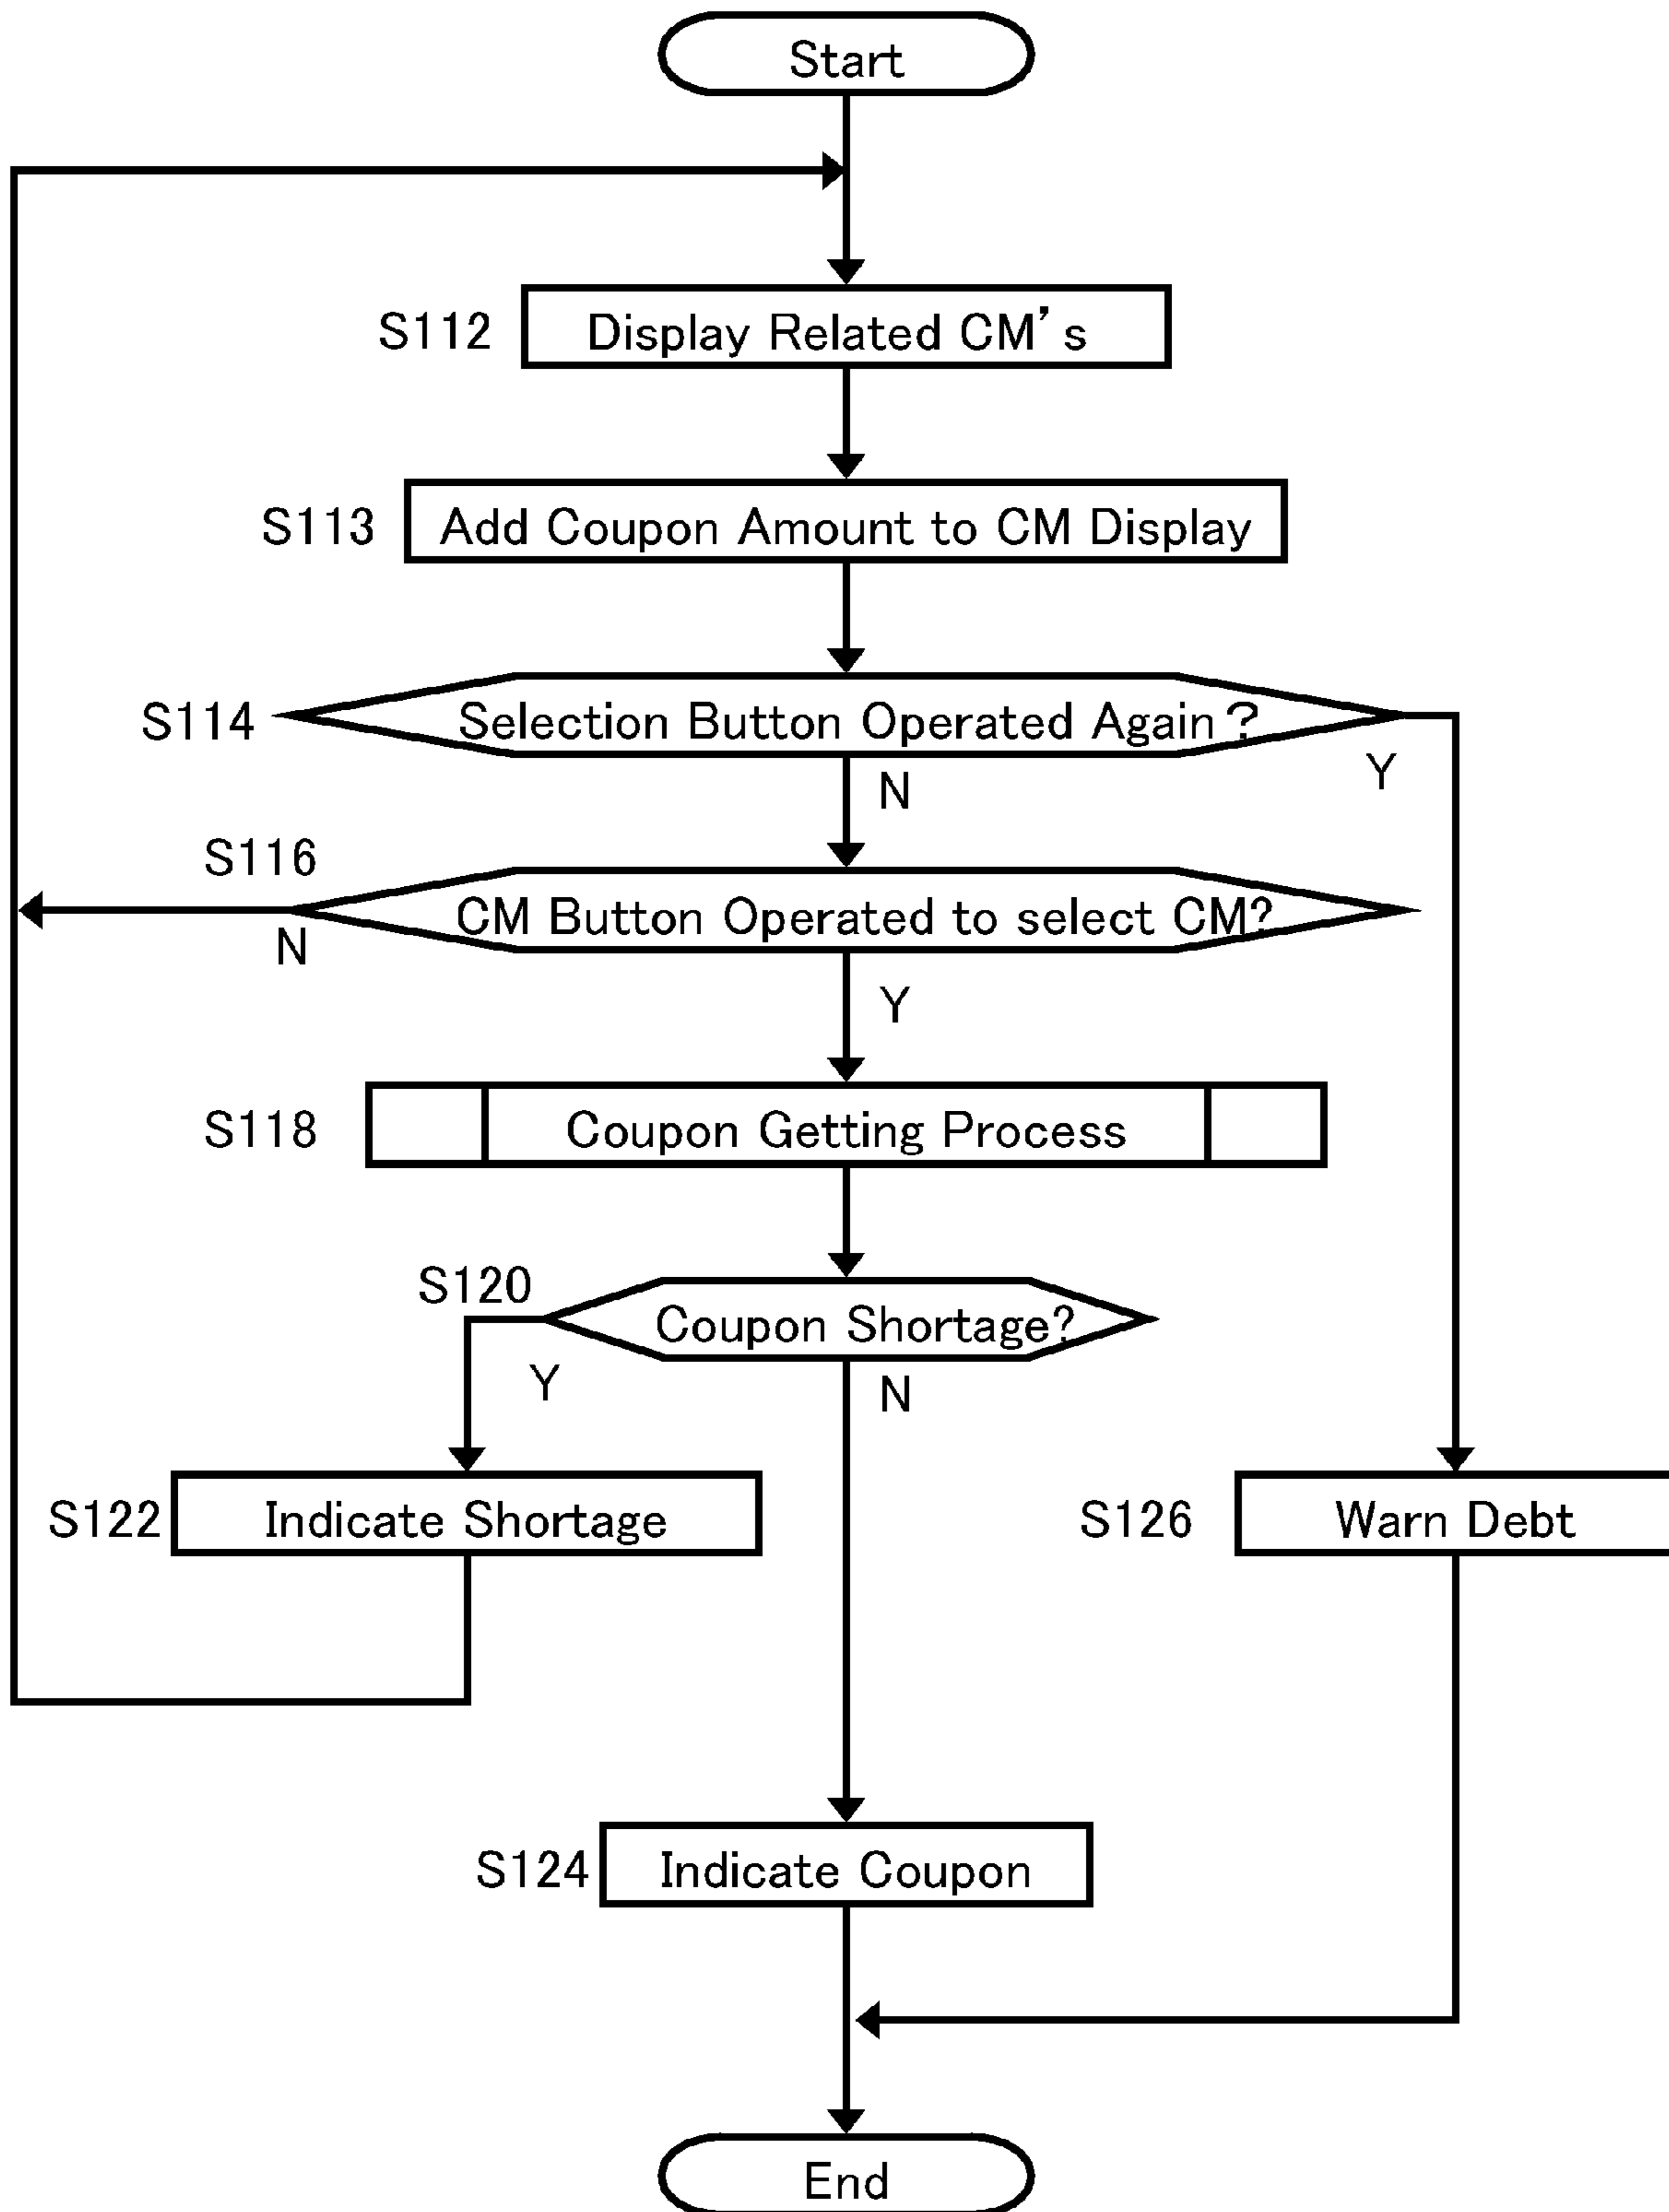 Start
S112 Display Related CM's
S113 Add Coupon Amount to CM Display
S114 Selection Button Operated Again?
Y
N
S116
CM Button Operated to select CM?
N
Y
S118 Coupon Getting Process
S120
Coupon Shortage?
Y
N
S122 Indicate Shortage
S126 Warn Debt
S124 Indicate Coupon
End